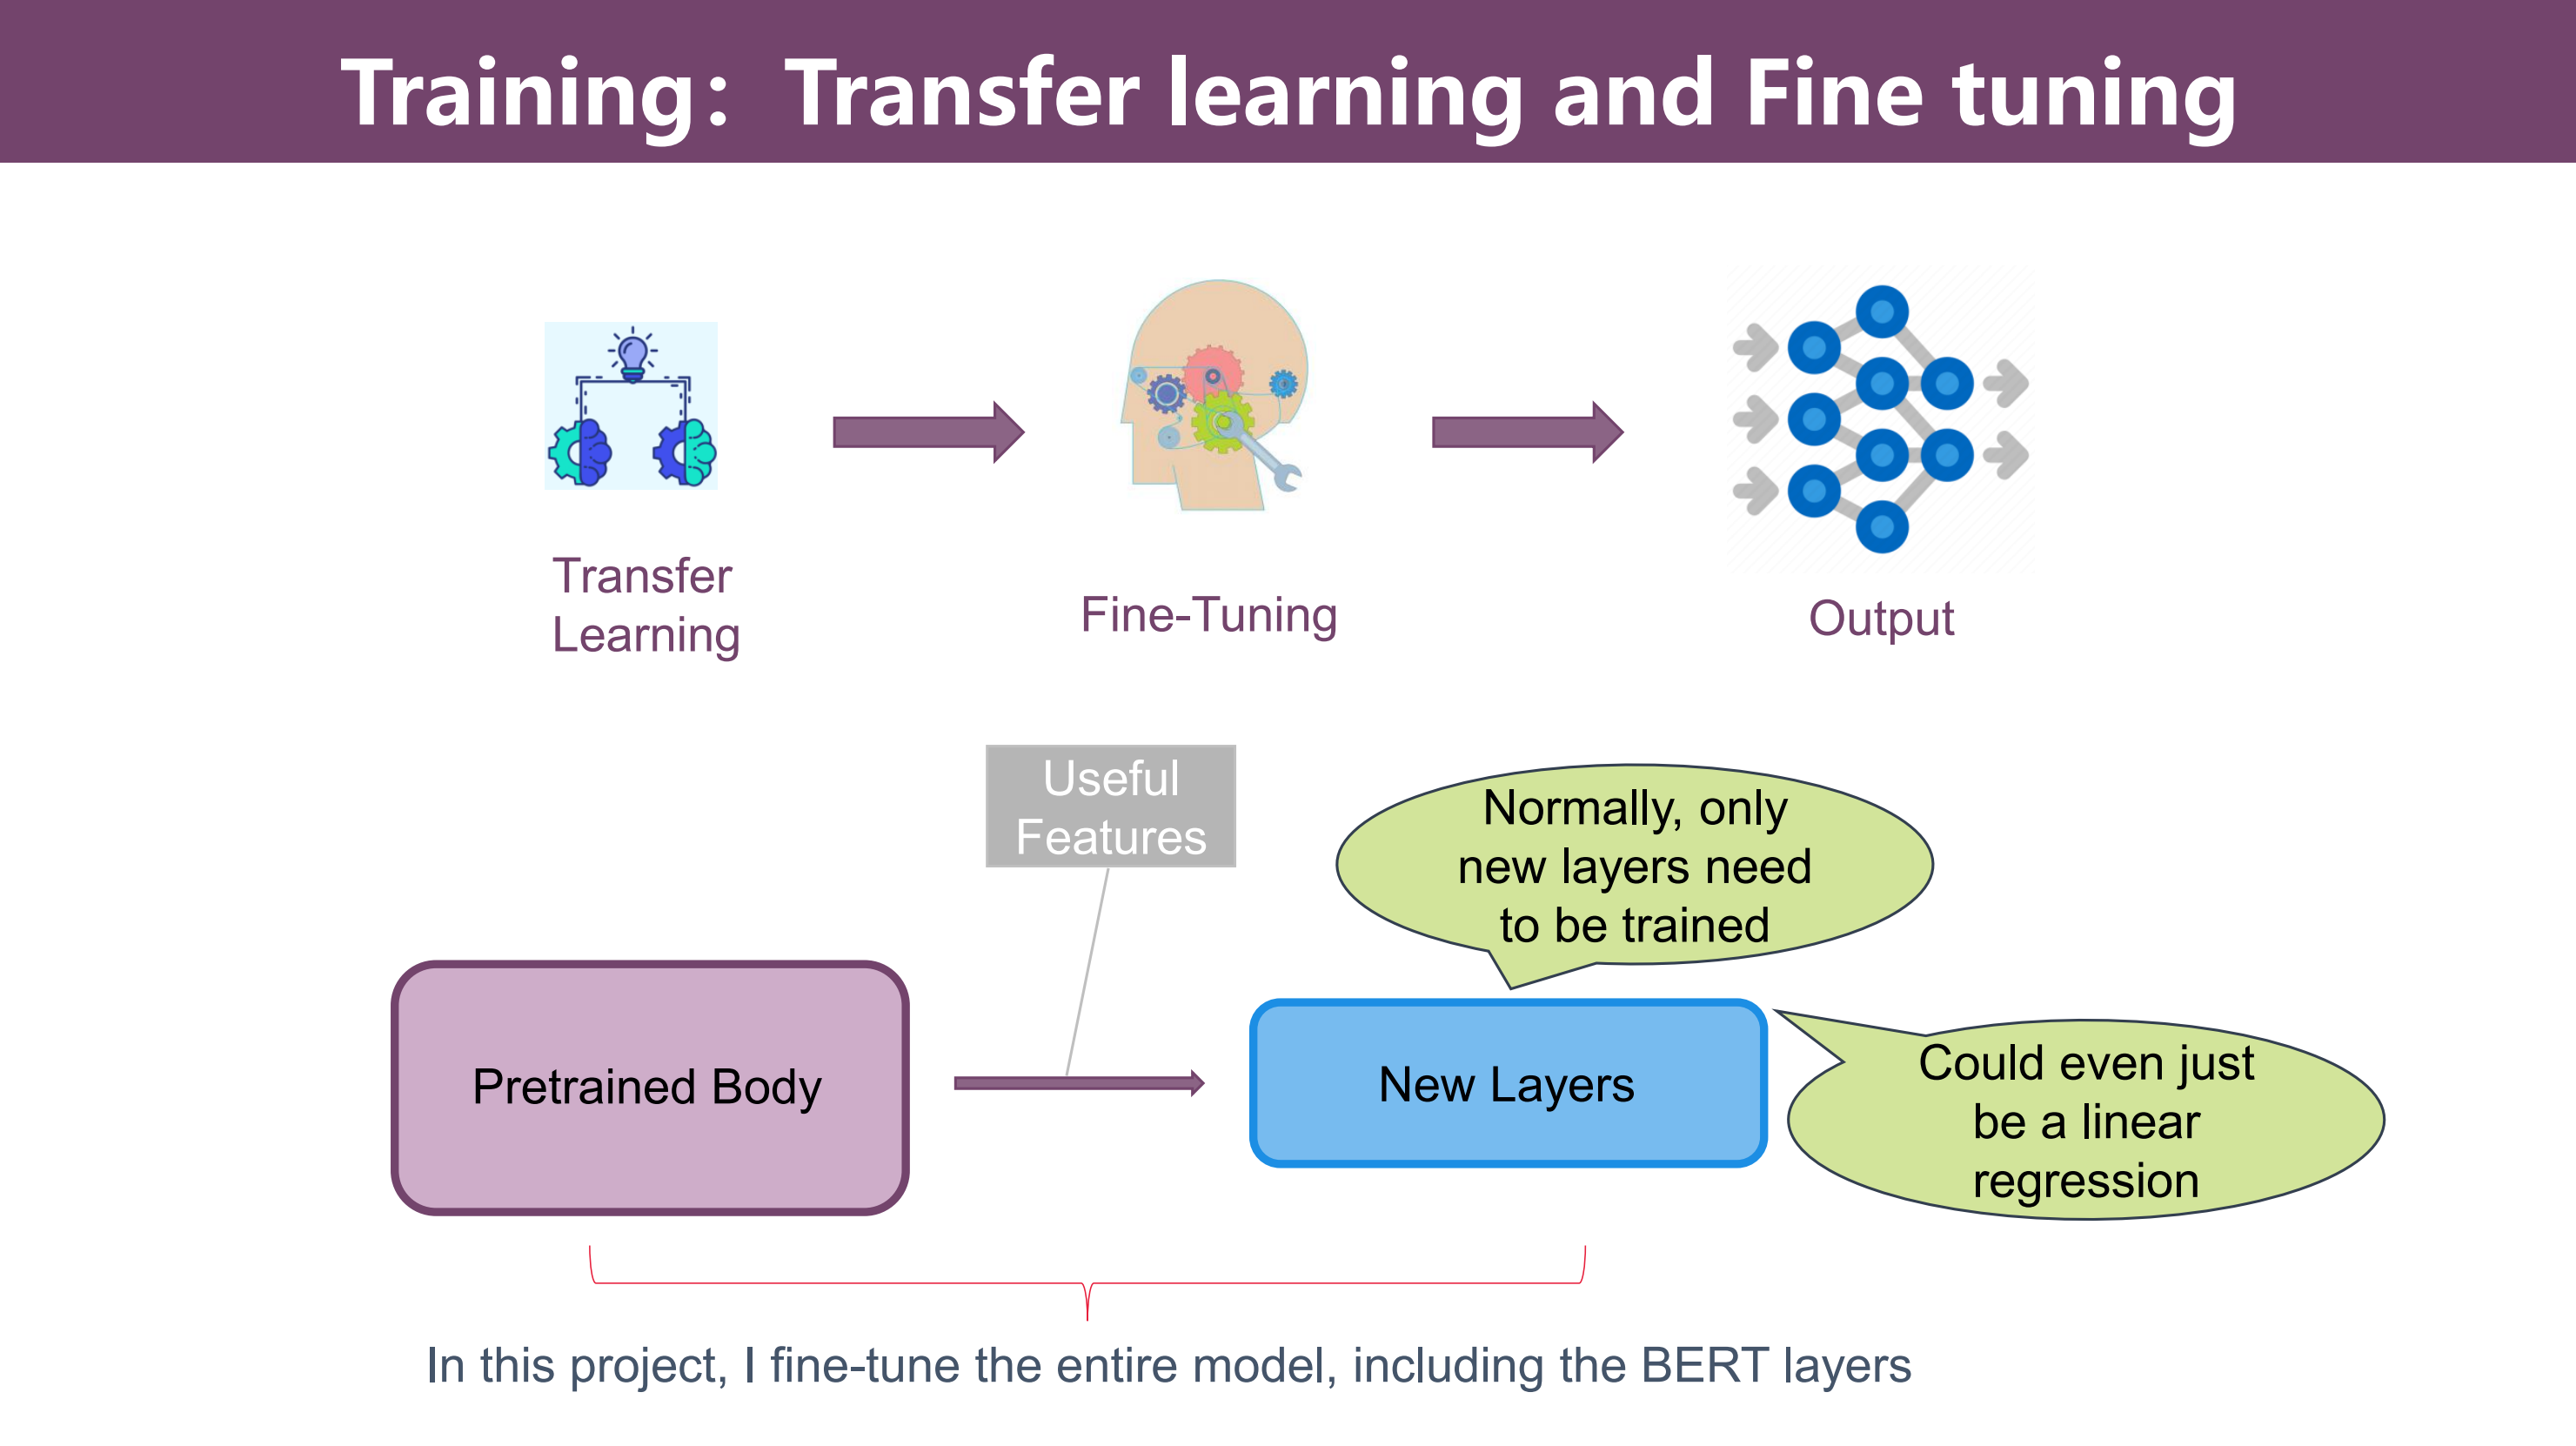 Training：Transfer learning and Fine tuning
Transfer
Learning
Fine-Tuning
Output
Useful
Features
Normally, only
new layers need
to be trained
Pretrained Body
New Layers
Could even just
be a linear
regression
In this project, I fine-tune the entire model, including the BERT layers